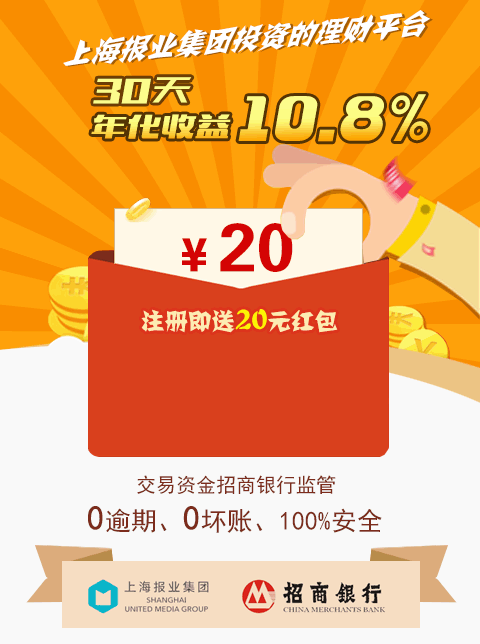 上海报业集团投资的理财平台
30天
年化收益10.8%
¥20
注册即送20元红包
交易资金招商银行监管
0逾期、0坏账、100%安全
上海报业集团
SHANGHAI
UNITED MEDIA GROUP
招商银行
CHINA MERCHANTS BANK